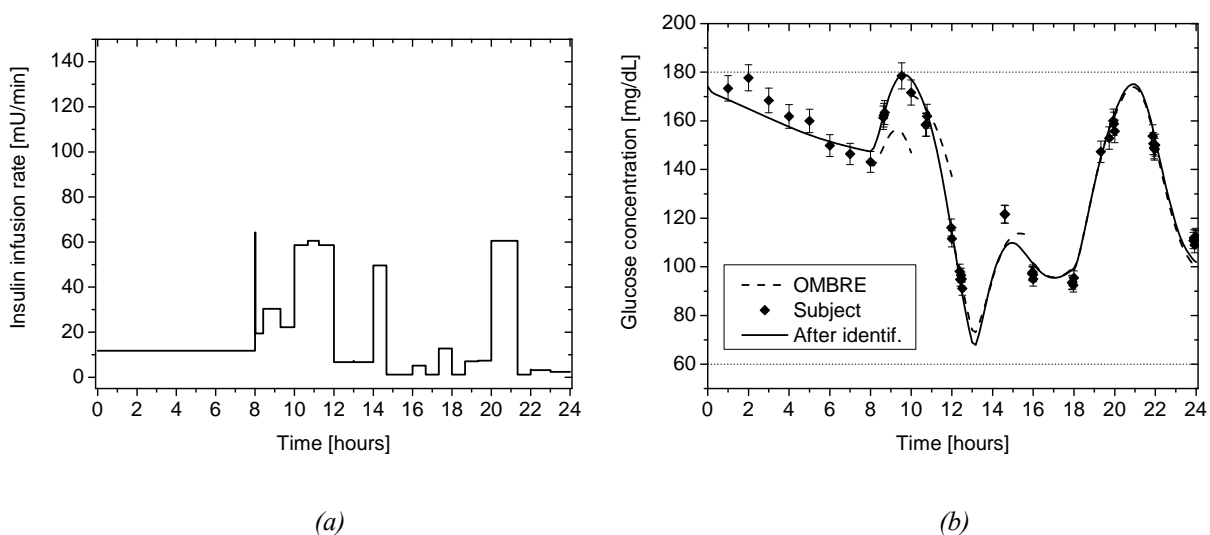 Insulin infusion rate [mU/min]
140
120
100
80
60
40
20
0
0 2 4 6 8 10 12 14 16 18 20 22 24
Time [hours]
(a)
Glucose concentration [mg/dL]
200
180
160
140
120
100
80
60
OMBRE
Subject
After identif.
0 2 4 6 8 10 12 14 16 18 20 22 24
Time [hours]
(b)